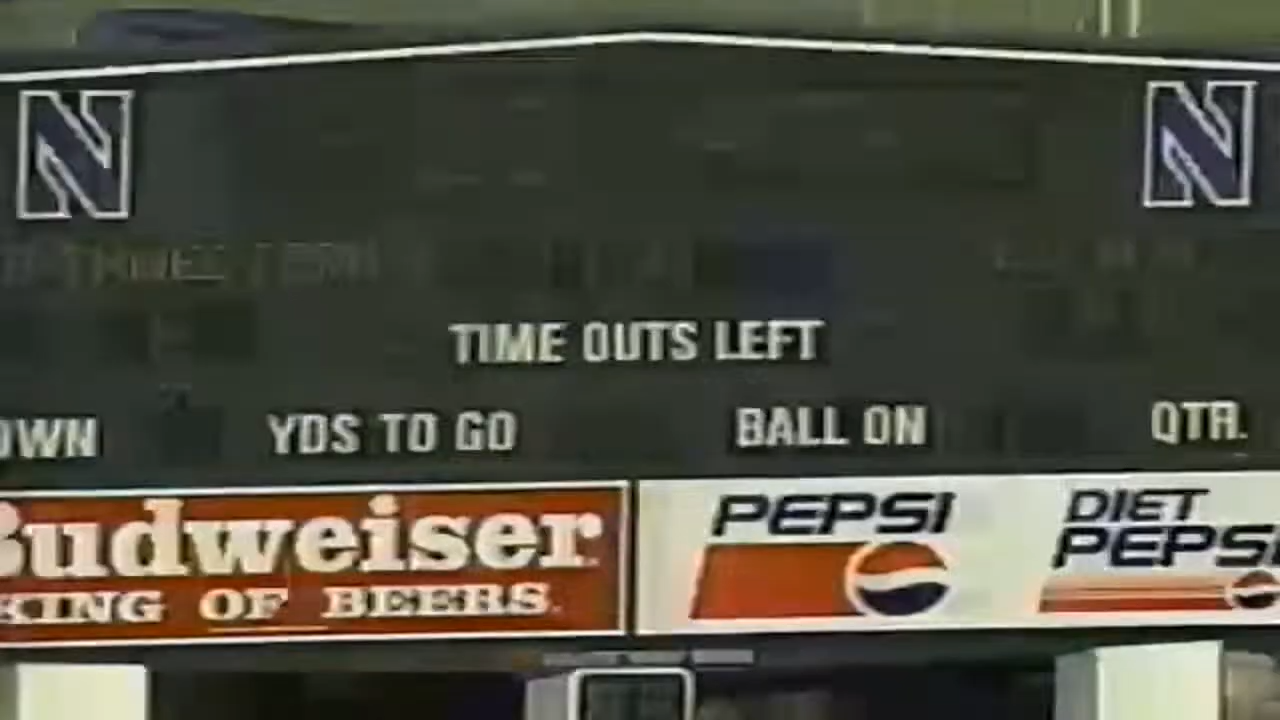 N N
TIME OUTS LEFT
OWN YDS TO GO BALL ON QTR.
Budweiser
KING OF BEERS.
PEPSI
DIET
PEPSI